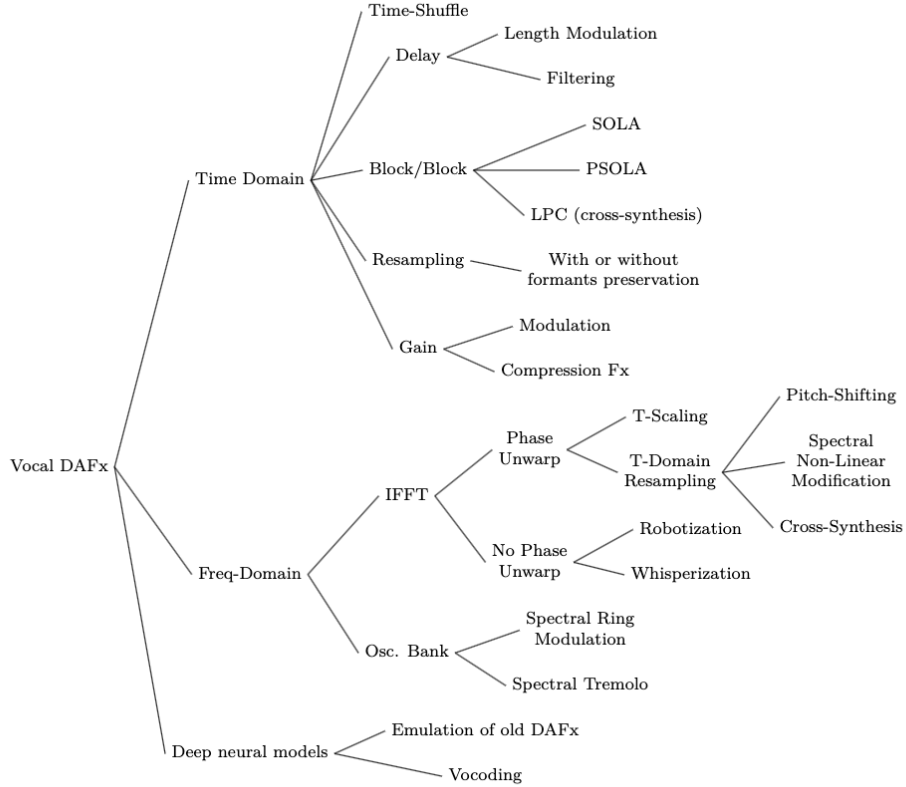 Time-Shuffle
Length Modulation
Delay
Filtering
SOLA
Block/Block
PSOLA
Time Domain
LPC (cross-synthesis)
Resampling
With or without
formants preservation
Modulation
Gain
Compression Fx
Pitch-Shifting
T-Scaling
Phase
Unwarp
Spectral
Non-Linear
Modification
T-Domain
Resampling
Vocal DAFx
IFFT
Cross-Synthesis
Robotization
No Phase
Unwarp
Whisperization
Freq-Domain
Spectral Ring
Modulation
Osc. Bank
Spectral Tremolo
Emulation of old DAFx
Deep neural models
Vocoding